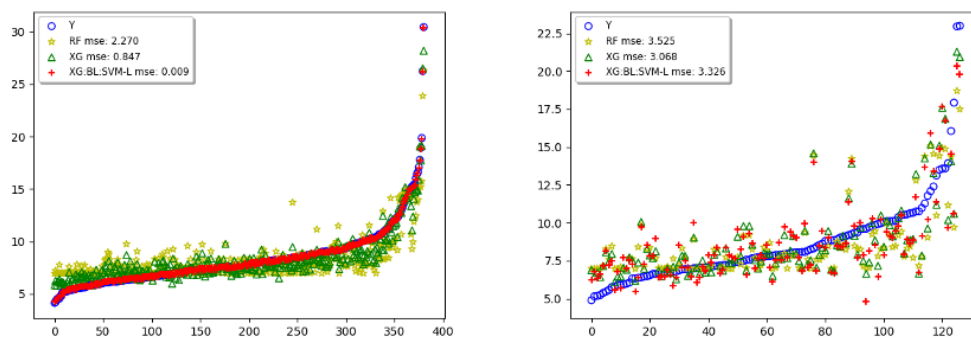 Y
RF mse: 2.270
XG mse: 0.847
XG:BL:SVM-L mse: 0.009
30
25
20
15
10
5
0 50 100 150 200 250 300 350 400
Y
RF mse: 3.525
XG mse: 3.068
XG:BL:SVM-L mse: 3.326
22.5
20.0
17.5
15.0
12.5
10.0
7.5
5.0
0 20 40 60 80 100 120